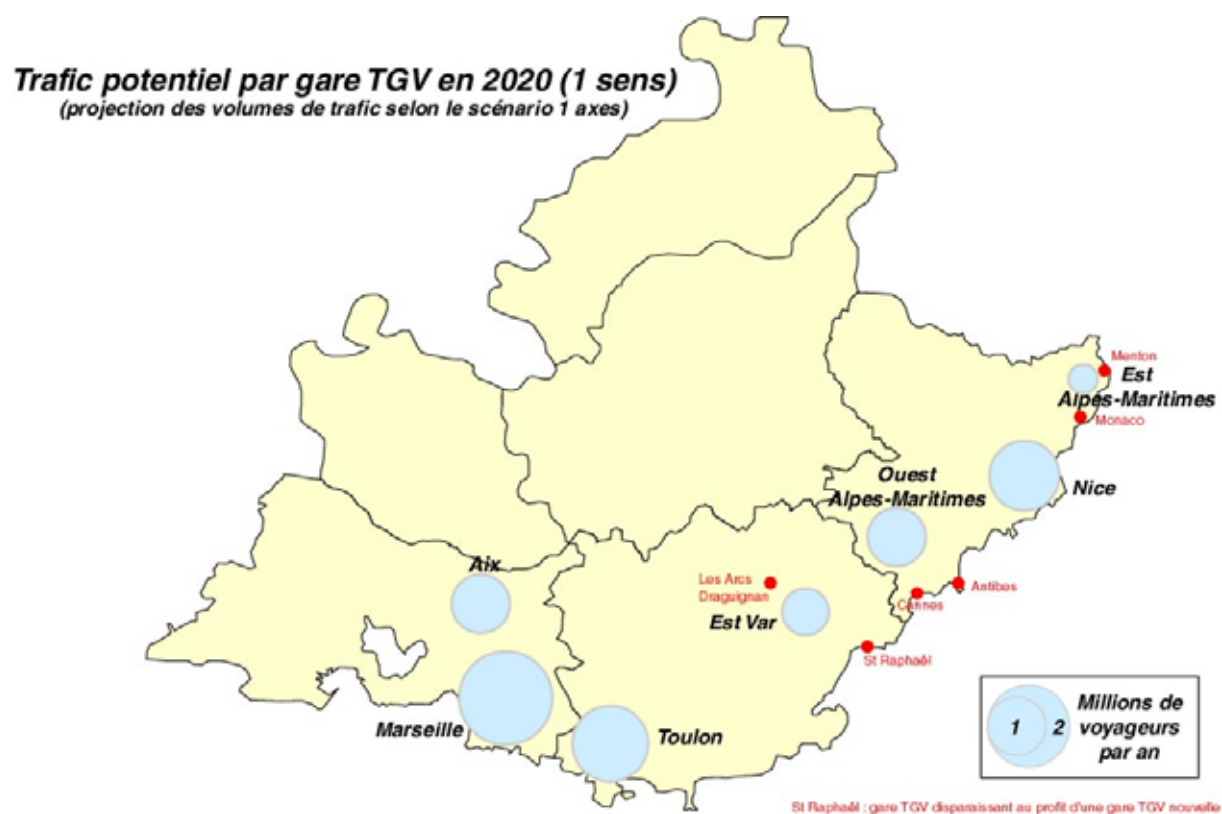 Trafic potentiel par gare TGV en 2020 (1 sens)
(projection des volumes de trafic selon le scénario 1 axes)
Menton
Est
Alpes-Maritimes
Monaco
Nice
Ouest
Alpes-Maritimes
Aix
Les Arcs
Draguignan
Est Var
Cannes
Antibes
St Raphaêl
Marseille
Toulon
1
2
Millions de
voyageurs
par an
St Raphaêl : gare TGV disparaissant au profit d'une gare TGV nouvelle